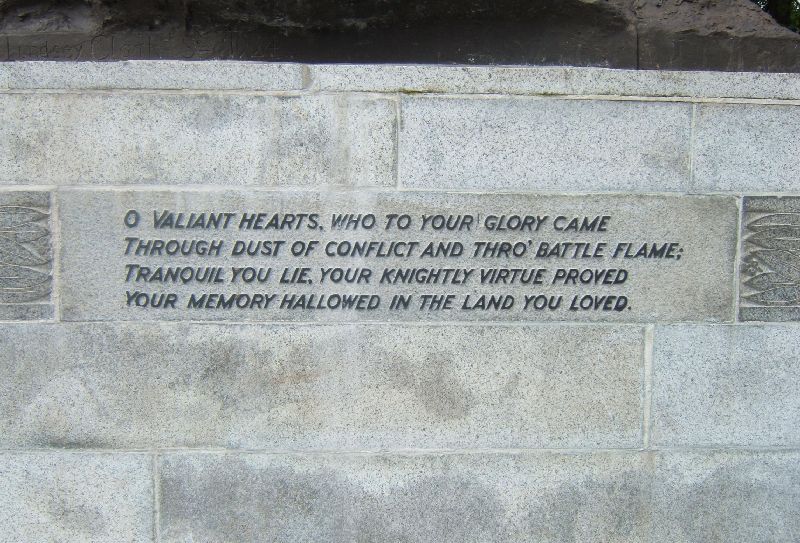 O VALIANT HEARTS, WHO TO YOUR GLORY CAME
THROUGH DUST OF CONFLICT AND THRO' BATTLE FLAME;
TRANQUIL YOU LIE, YOUR KNIGHTLY VIRTUE PROVED
YOUR MEMORY HALLOWED IN THE LAND YOU LOVED.